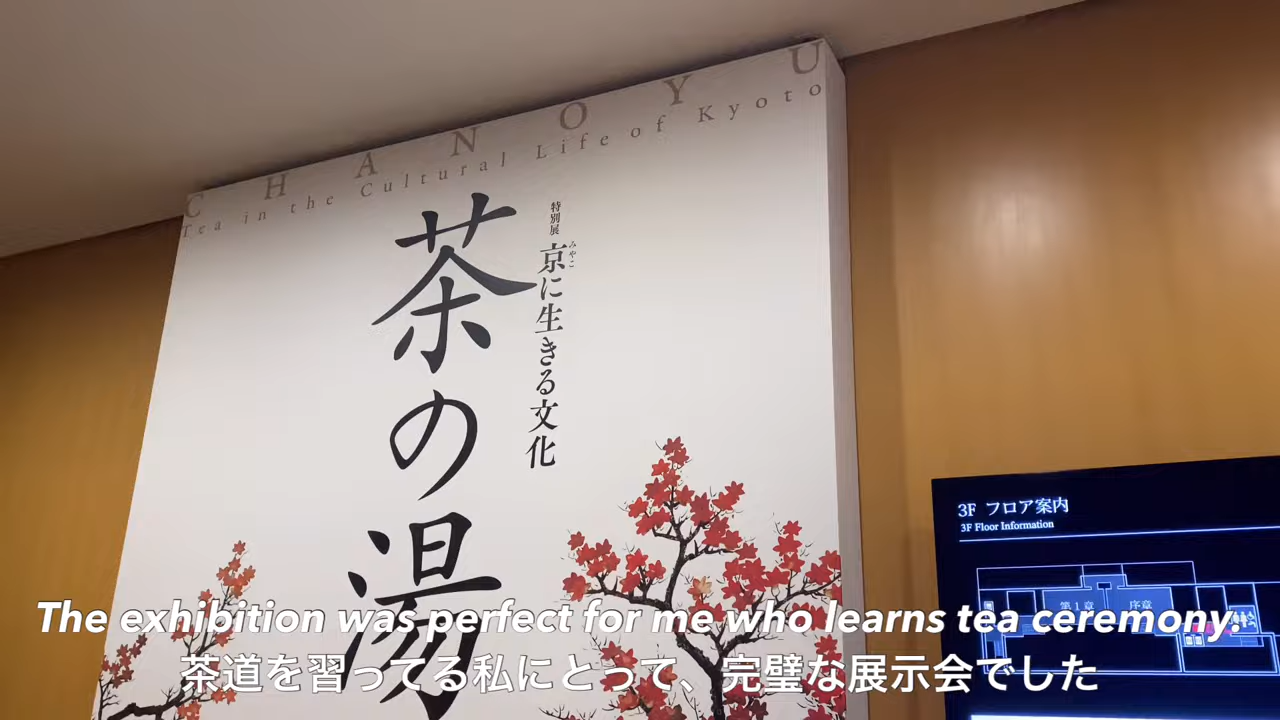 CHANOYU
Tea in the Cultural Life of Kyoto
特別展
京に生きる文化
みやこ
茶の湯
3F フロア案内
3F Floor Information
第1章
序章
The exhibition was perfect for me who learns tea ceremony.
茶道を習ってる私にとって、完璧な展示会でした